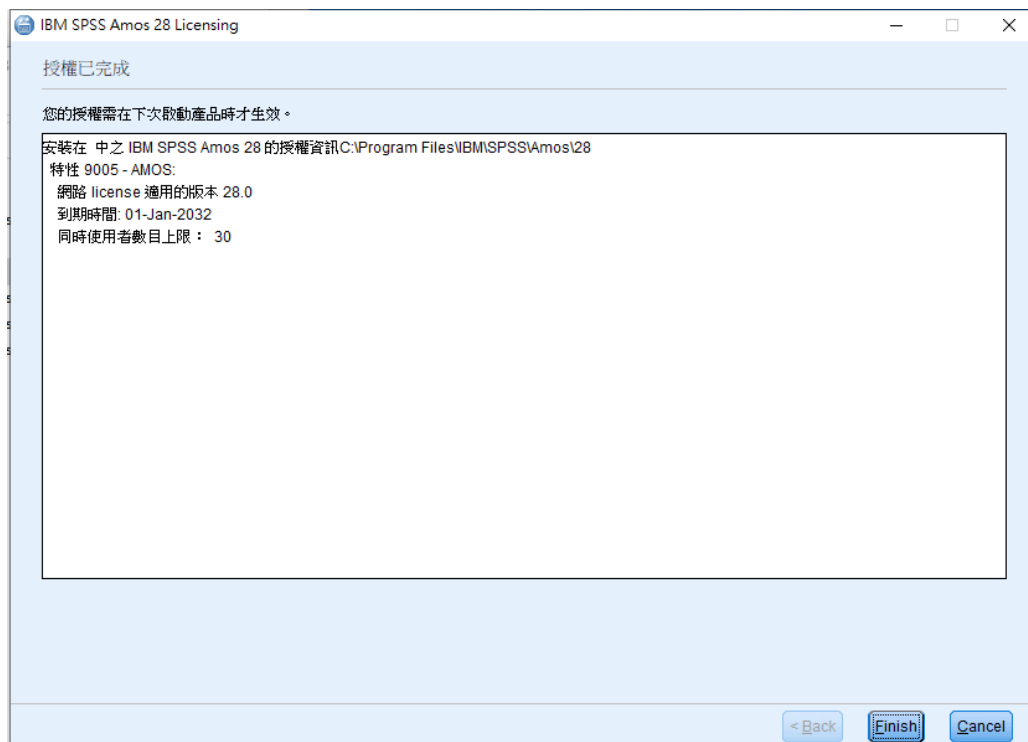 IBM SPSS Amos 28 Licensing
授權已完成
您的授權需在下次啟動產品時才生效。
安裝在 中之 IBM SPSS Amos 28 的授權資訊C:\Program Files\IBM\SPSS\Amos\28
特性 9005 - AMOS:
網路 license 適用的版本 28.0
到期時間: 01-Jan-2032
同時使用者數目上限： 30
< Back Finish Cancel